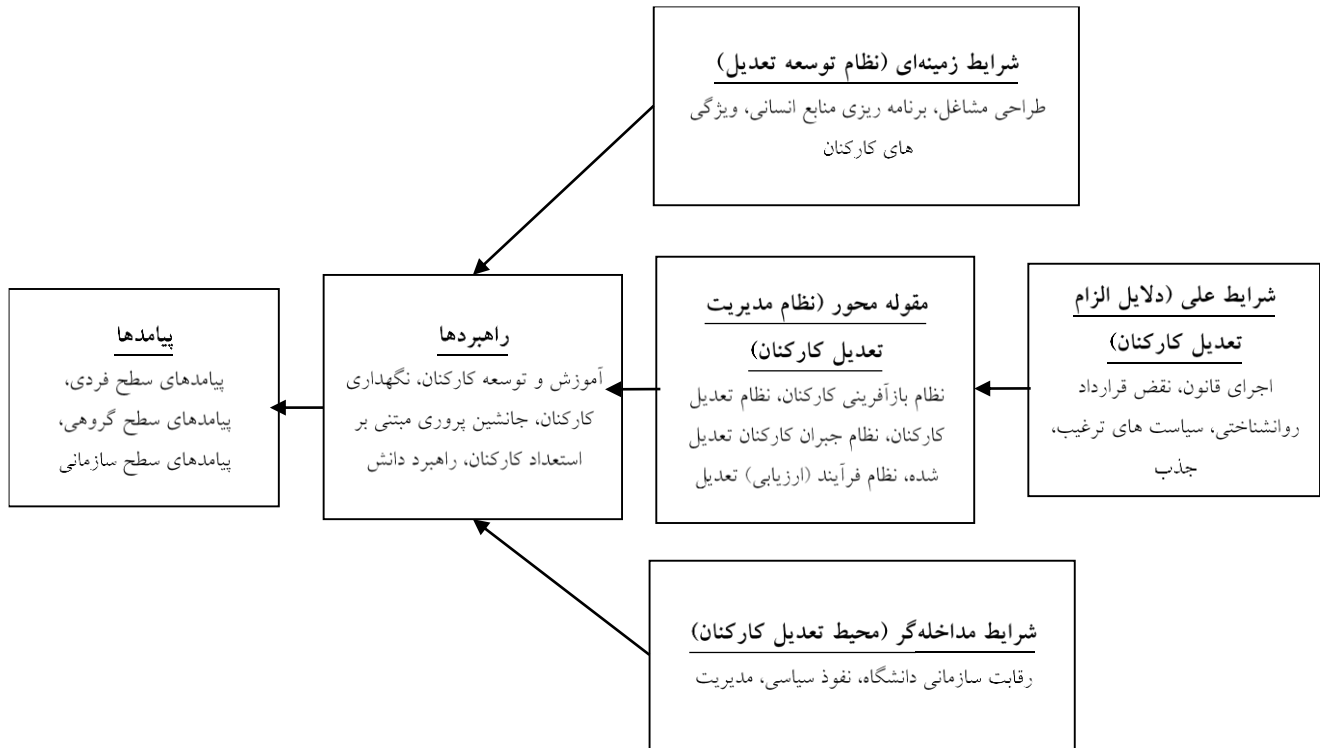 شرایط زمینه‌ای (نظام توسعه تعدیل)
طراحی مشاغل، برنامه ریزی منابع انسانی، ویژگی
های کارکنان
شرایط علی (دلایل الزام
تعدیل کارکنان)
اجرای قانون، نقض قرارداد
روانشناختی، سیاست های ترغیب،
جذب
مقوله محور (نظام مدیریت
تعدیل کارکنان)
نظام بازآفرینی کارکنان، نظام تعدیل
کارکنان، نظام جبران کارکنان تعدیل
شده، نظام فرآیند (ارزیابی) تعدیل
راهبردها
آموزش و توسعه کارکنان، نگهداری
کارکنان، جانشین پروری مبتنی بر
استعداد کارکنان، راهبرد دانش
پیامدها
پیامدهای سطح فردی،
پیامدهای سطح گروهی،
پیامدهای سطح سازمانی
شرایط مداخله‌گر (محیط تعدیل کارکنان)
رقابت سازمانی دانشگاه، نفوذ سیاسی، مدیریت